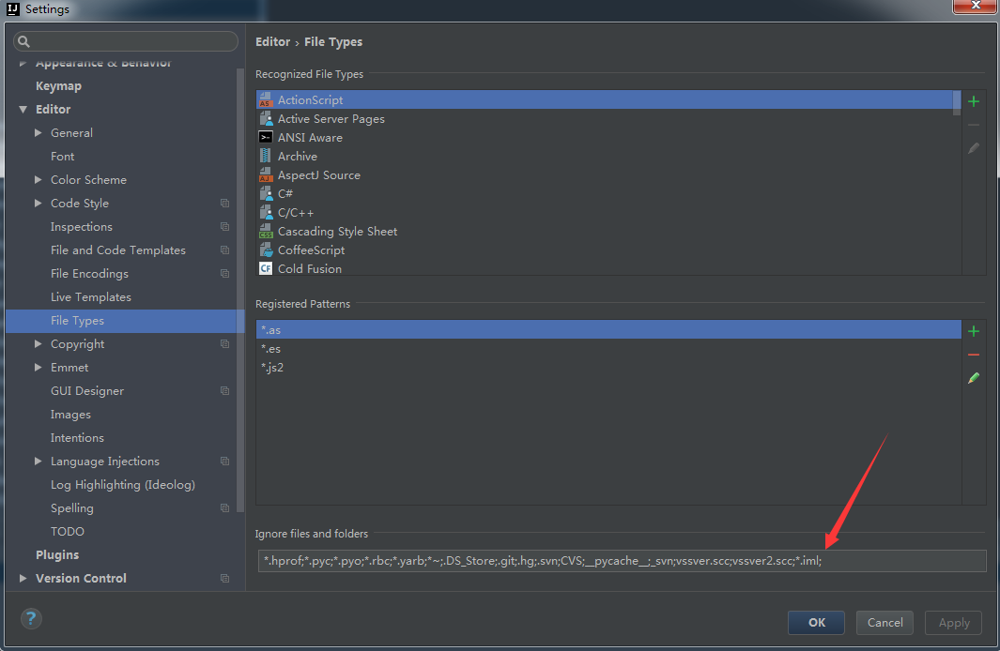 Settings
Appearance & Behavior
Keymap
Editor
General
Font
Color Scheme
Code Style
Inspections
File and Code Templates
File Encodings
Live Templates
File Types
Copyright
Emmet
GUI Designer
Images
Intentions
Language Injections
Log Highlighting (Ideolog)
Spelling
TODO
Plugins
Version Control
?
Editor › File Types
Recognized File Types
ActionScript
Active Server Pages
ANSI Aware
Archive
AspectJ Source
C#
C/C++
Cascading Style Sheet
CoffeeScript
Cold Fusion
Registered Patterns
*.as
*.es
*.js2
Ignore files and folders
*.hprof;*.pyc;*.pyo;*.rbc;*.yarb;*~;.DS_Store;.git;.hg;.svn;CVS;__pycache__;_svn;vssver.scc;vssver2.scc;*.iml;
OK
Cancel
Apply